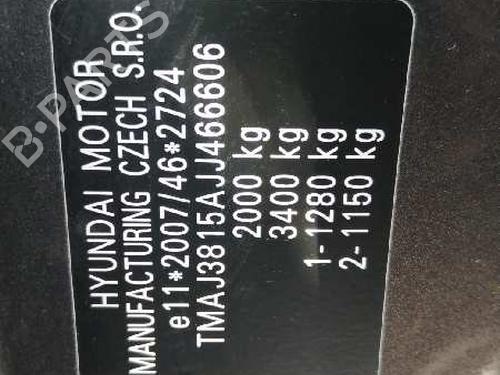 HYUNDAI MOTOR
MANUFACTURING CZECH S.R.O.
e11*2007/46*2724
TMAJ3815AJJ466606
2000 kg
3400 kg
1- 1280 kg
2- 1150 kg
B-PARTS